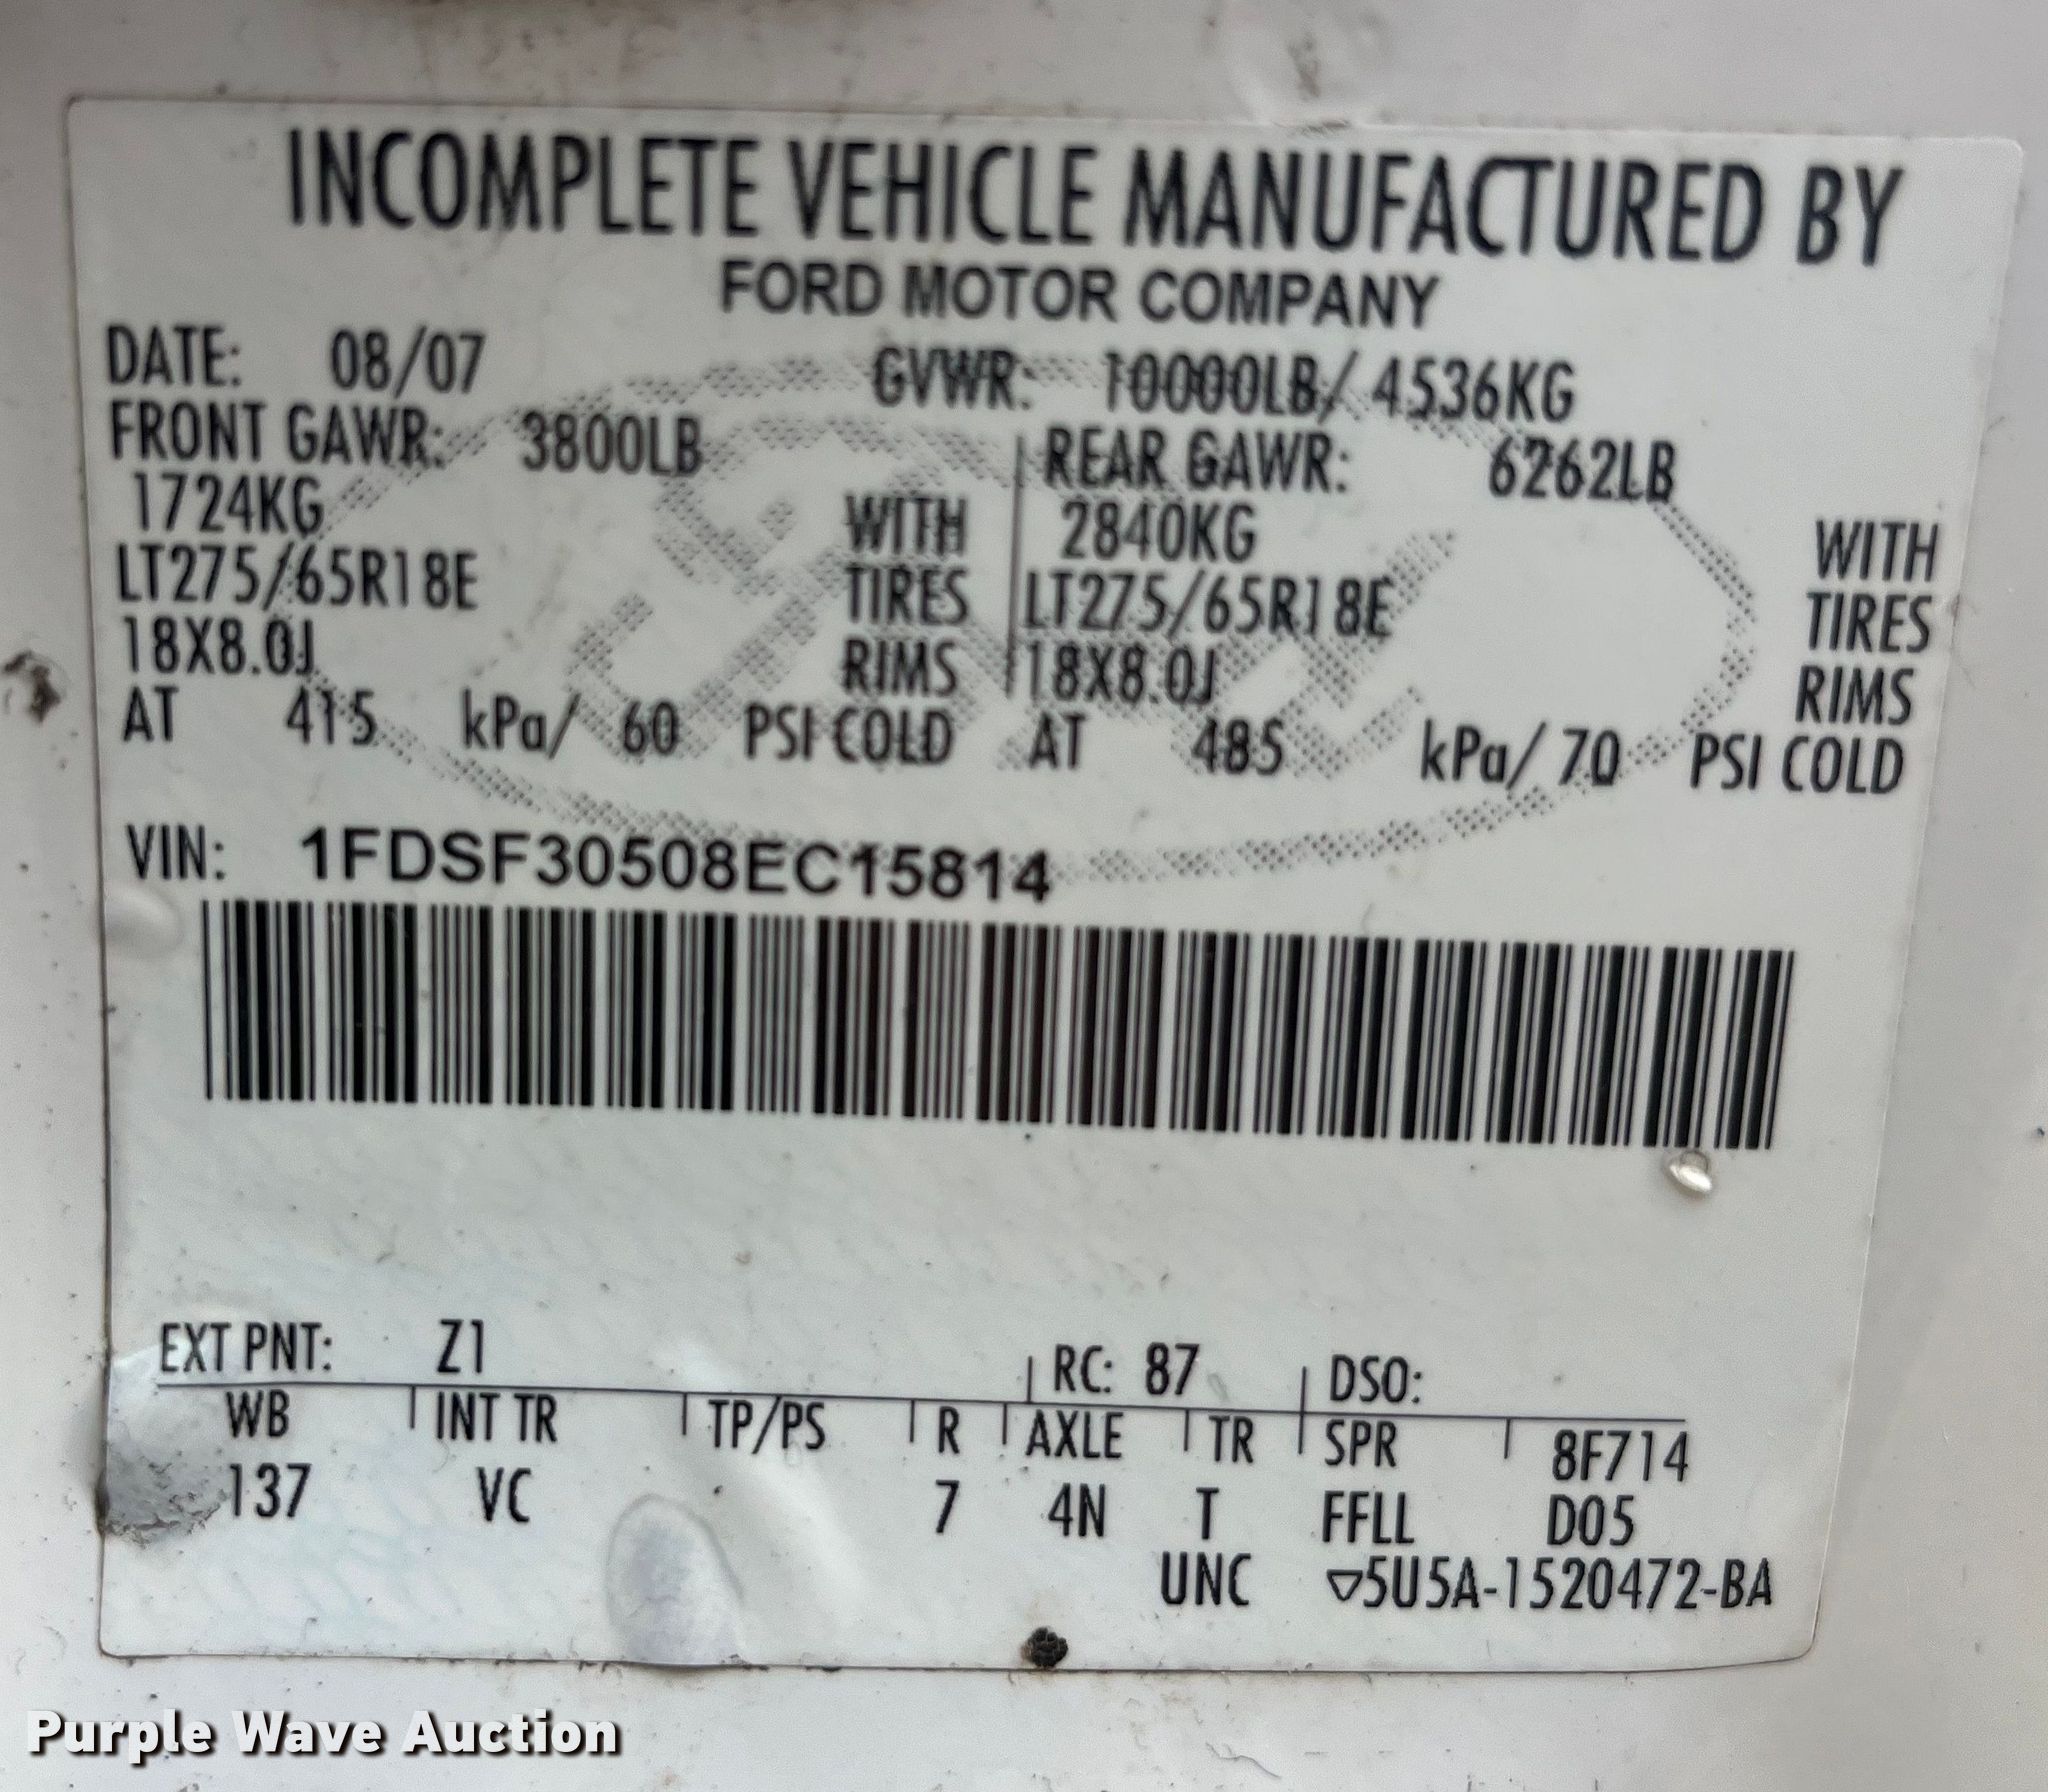 INCOMPLETE VEHICLE MANUFACTURED BY
FORD MOTOR COMPANY
DATE: 08/07 GVWR: 10000LB/ 4536KG
FRONT GAWR: 3800LB REAR GAWR: 6262LB
1724KG WITH 2840KG WITH
LT275/65R18E TIRES LT275/65R18E TIRES
18X8.0J RIMS 18X8.0J RIMS
AT 415 kPa/ 60 PSI COLD AT 485 kPa/ 70 PSI COLD
VIN: 1FDSF30508EC15814
EXT PNT: Z1 RC: 87 DSO:
WB INT TR TP/PS R AXLE TR SPR 8F714
137 VC 7 4N T FFLL D05
UNC ▽5U5A-1520472-BA
Purple Wave Auction